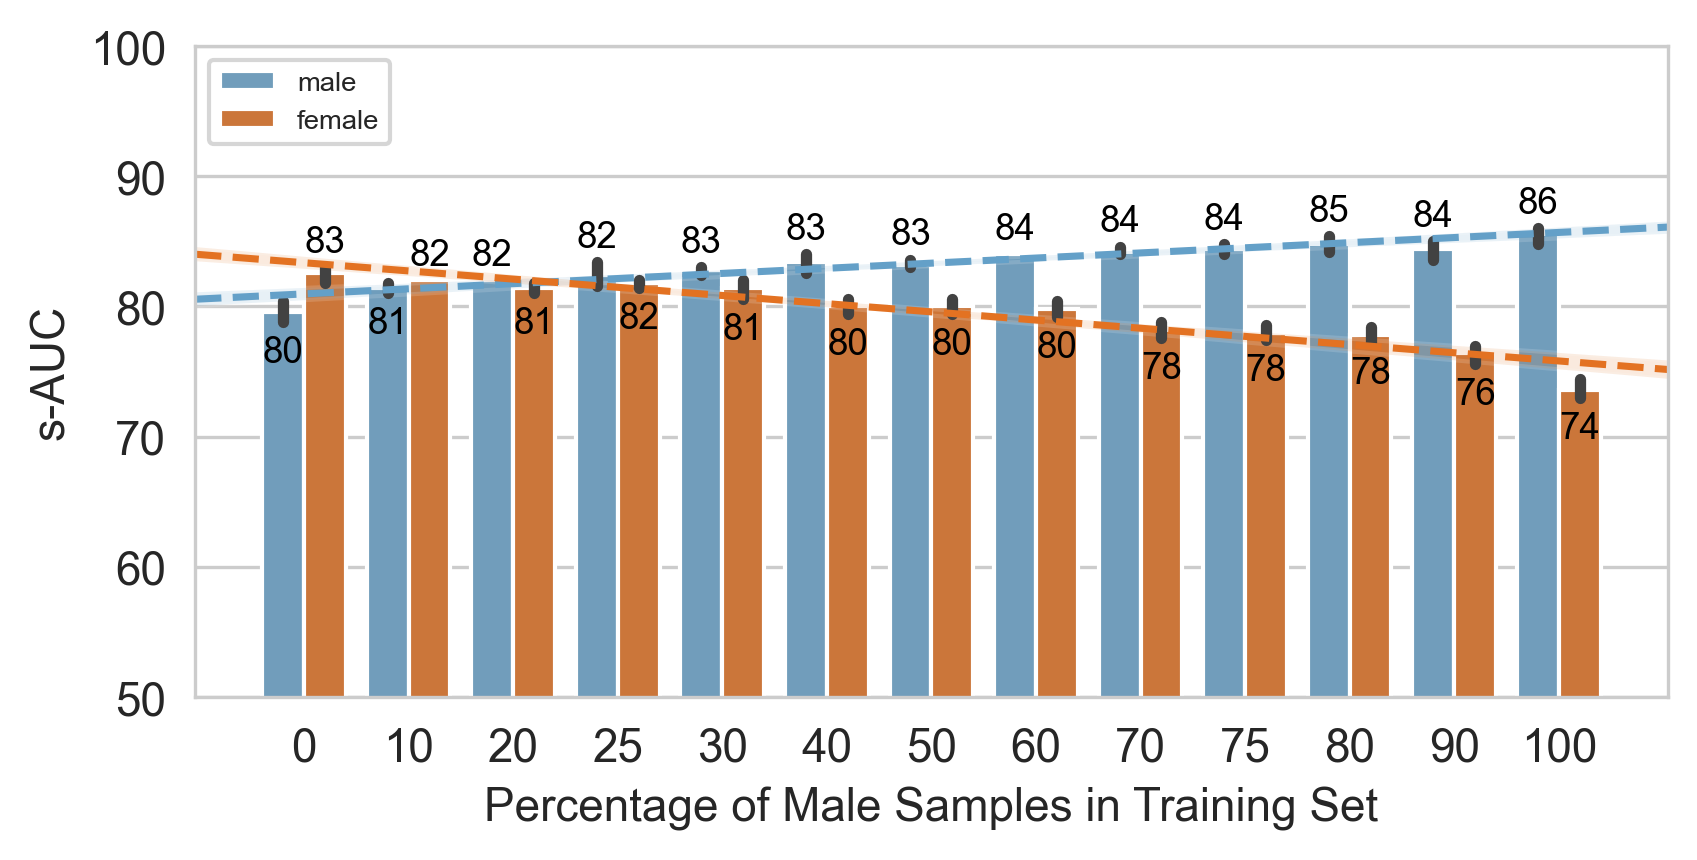 100
90
80
70
60
50
s-AUC
male
female
83 82 82 82 83 83 83 84 84 84 85 84 86
80 81 81 82 81 80 80 80 78 78 78 76 74
0 10 20 25 30 40 50 60 70 75 80 90 100
Percentage of Male Samples in Training Set